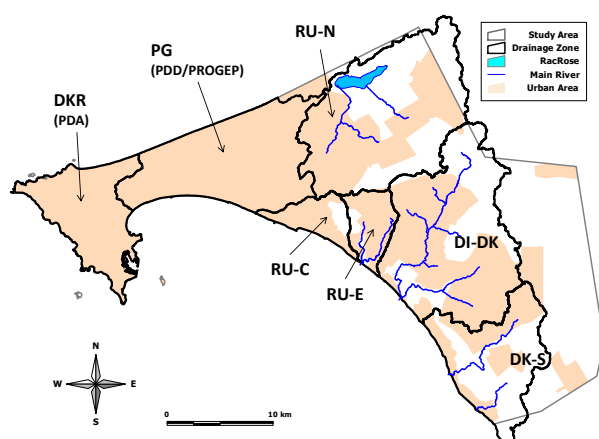 RU-N
PG
(PDD/PROGEP)
DKR
(PDA)
RU-C
RU-E
DI-DK
DK-S
Study Area
Drainage Zone
RacRose
Main River
Urban Area
N
W
E
S
0
10 km